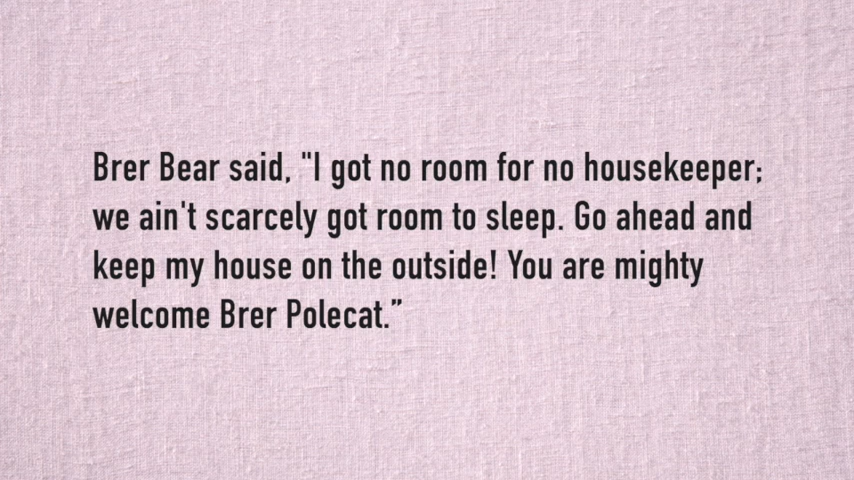 Brer Bear said, "I got no room for no housekeeper;
we ain't scarcely got room to sleep. Go ahead and
keep my house on the outside! You are mighty
welcome Brer Polecat.”